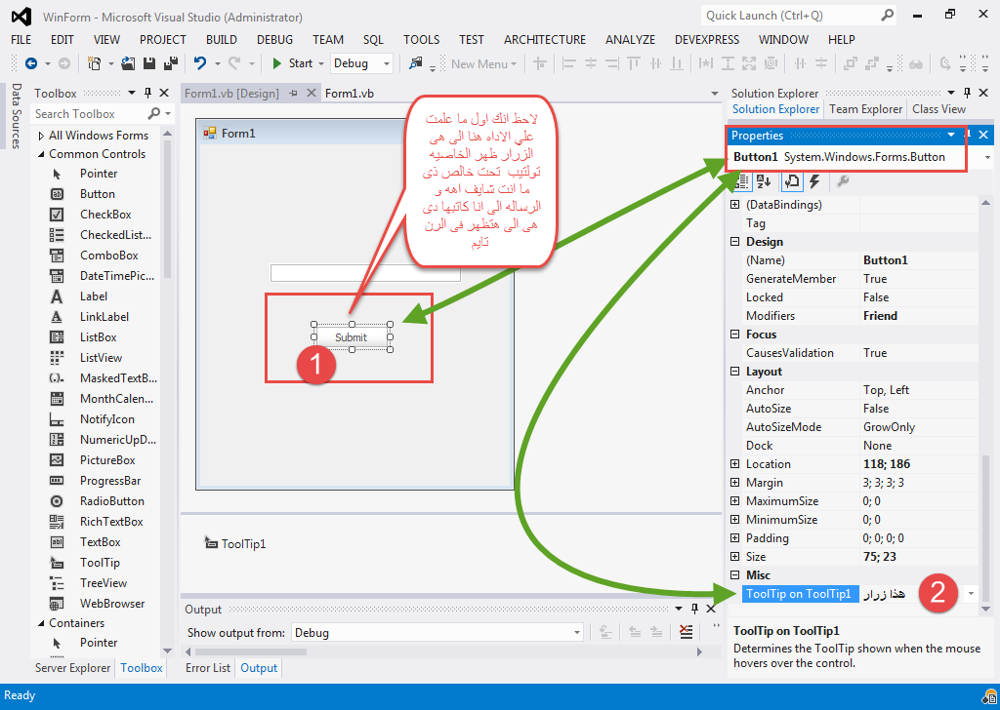 WinForm - Microsoft Visual Studio (Administrator)
Quick Launch (Ctrl+Q)
FILE EDIT VIEW PROJECT BUILD DEBUG TEAM SQL TOOLS TEST ARCHITECTURE ANALYZE DEVEXPRESS WINDOW HELP
Start Debug New Menu
Data Sources
Toolbox
Search Toolbox
All Windows Forms
Common Controls
Pointer
Button
CheckBox
CheckedList...
ComboBox
DateTimePic...
Label
LinkLabel
ListBox
ListView
MaskedTextB...
MonthCalen...
NotifyIcon
NumericUpD...
PictureBox
ProgressBar
RadioButton
RichTextBox
TextBox
ToolTip
TreeView
WebBrowser
Containers
Pointer
Server Explorer Toolbox
Form1.vb [Design] Form1.vb
Form1
لاحظ انك اول ما علمت
علي الاداه هنا الى هى
الزرار ظهر الخاصيه
تولتيب تحت خالص ذى
ما انت شايف اهه و
الرساله الى انا كاتبها دى
هى الى هتظهر فى الرن
تايم
Submit
1
ToolTip1
Output
Show output from: Debug
Error List Output
Solution Explorer
Solution Explorer Team Explorer Class View
Properties
Button1 System.Windows.Forms.Button
(DataBindings)
Tag
Design
(Name) Button1
GenerateMember True
Locked False
Modifiers Friend
Focus
CausesValidation True
Layout
Anchor Top, Left
AutoSize False
AutoSizeMode GrowOnly
Dock None
Location 118; 186
Margin 3; 3; 3; 3
MaximumSize 0; 0
MinimumSize 0; 0
Padding 0; 0; 0; 0
Size 75; 23
Misc
ToolTip on ToolTip1 هذا زرار
2
ToolTip on ToolTip1
Determines the ToolTip shown when the mouse
hovers over the control.
Ready